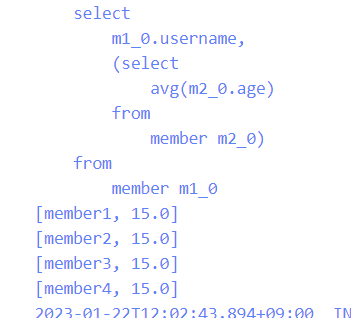 select
m1_0.username,
(select
avg(m2_0.age)
from
member m2_0)
from
member m1_0
[member1, 15.0]
[member2, 15.0]
[member3, 15.0]
[member4, 15.0]
2023-01-22T12:02:43.894+09:00 IN